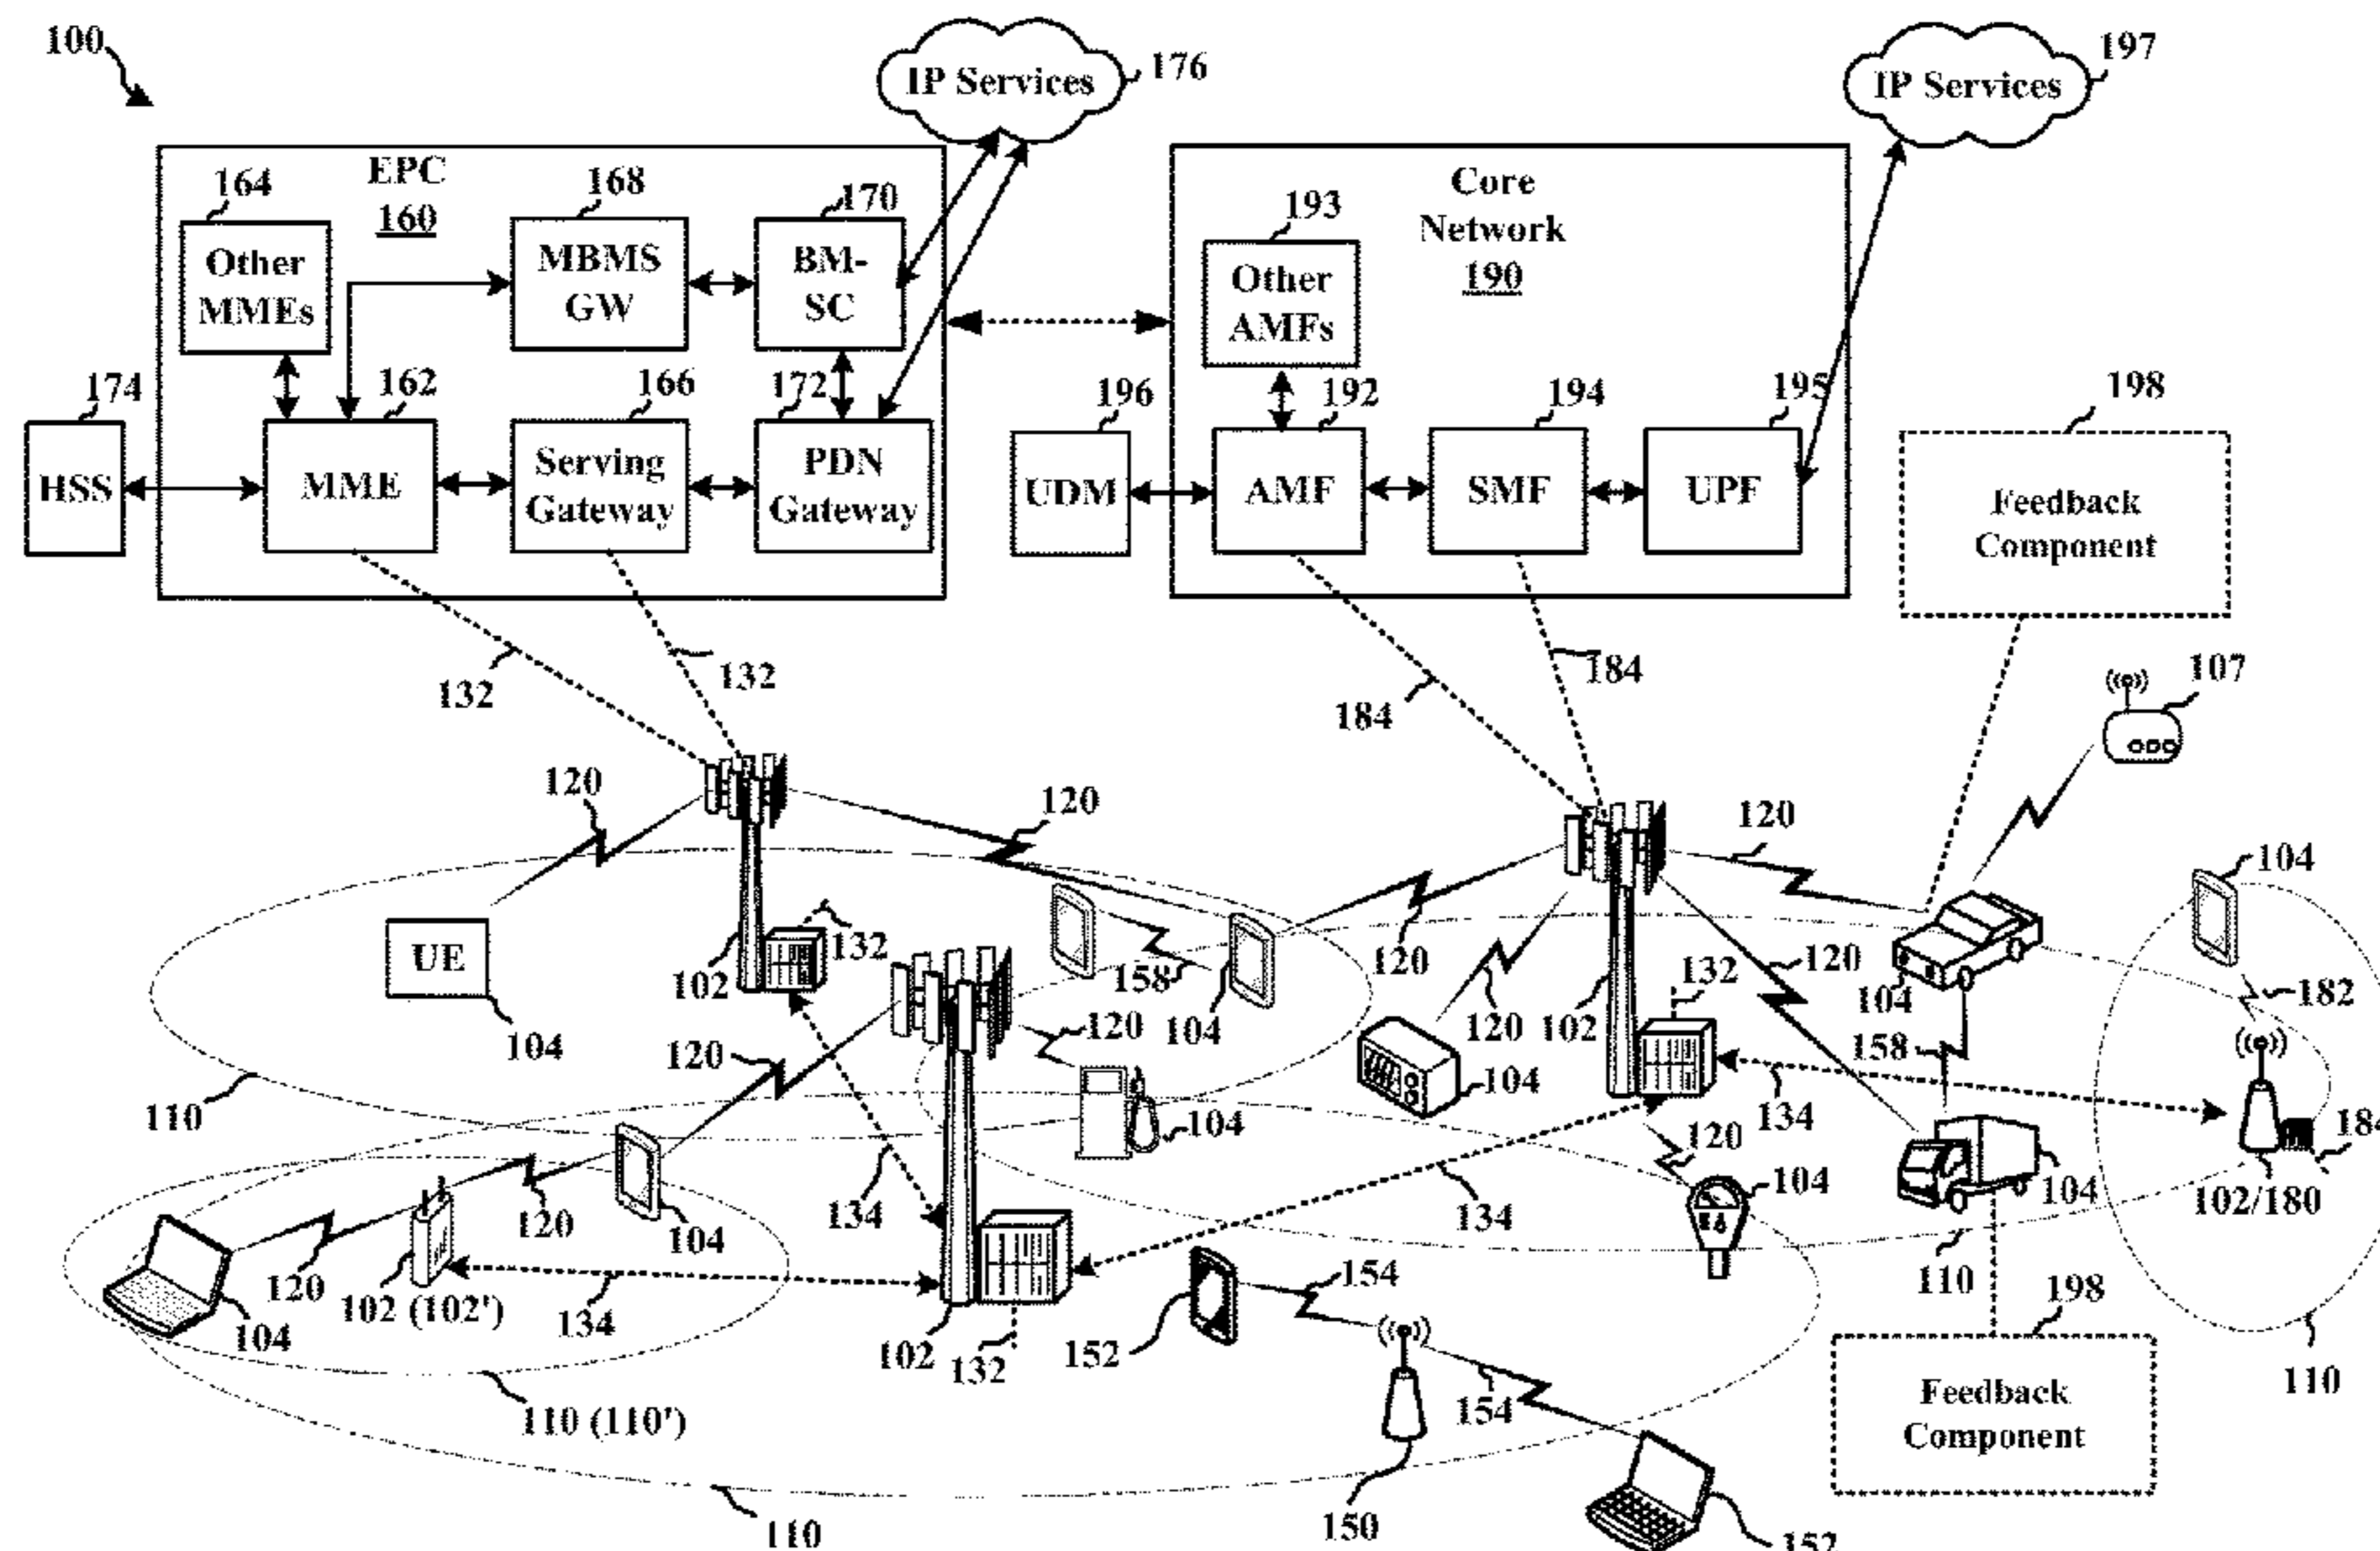 100
IP Services
176
IP Services
197
EPC
160
164
168
170
Other
MMEs
MBMS
GW
BM-
SC
Core
Network
190
193
Other
AMFs
174
162
166
172
196
192
194
195
198
HSS
MME
Serving
Gateway
PDN
Gateway
UDM
AMF
SMF
UPF
Feedback
Component
132
132
184
184
107
120
120
120
104
UE
104
102
132
158
104
120
120
102
132
120
104
182
120
120
104
158
110
134
104
104
134
120
104
104
102/180
184
120
104
134
110
120
104
102 (102')
134
102
132
152
154
154
198
110
110 (110')
150
Feedback
Component
110
152